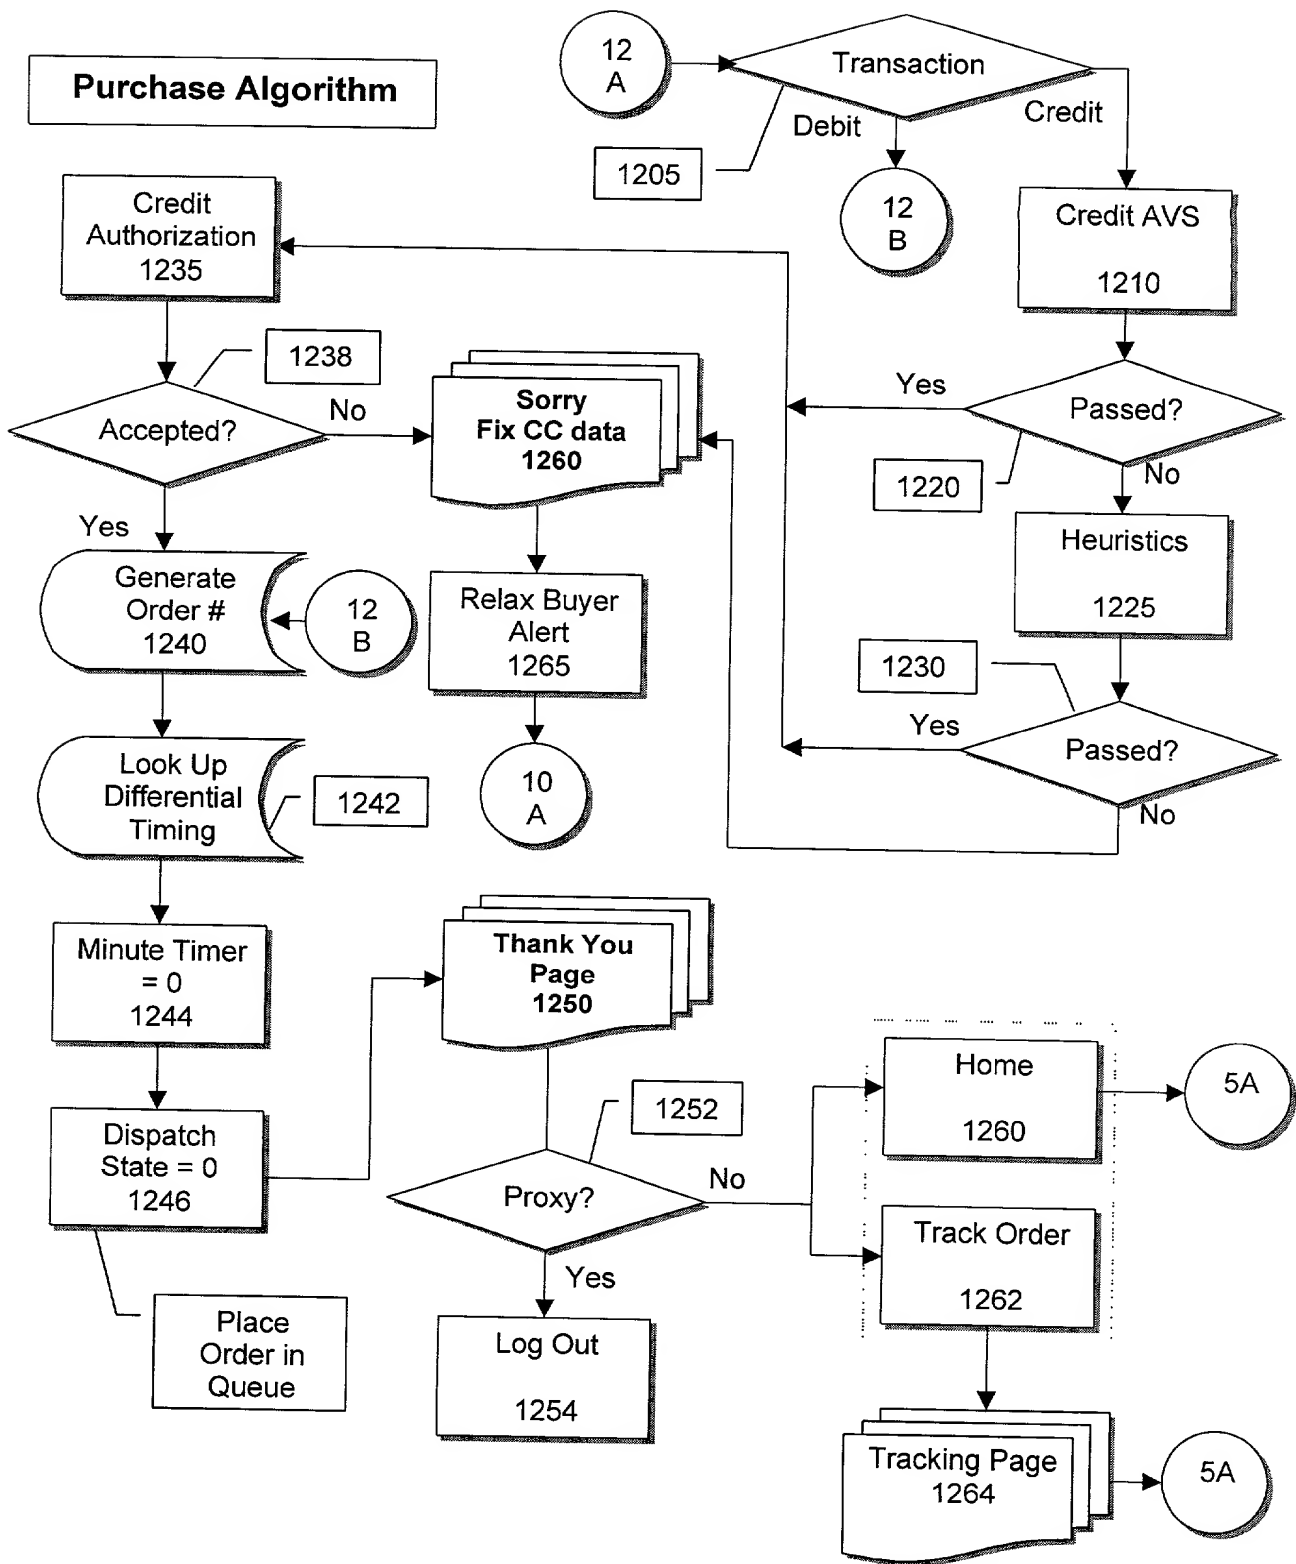 Purchase Algorithm
12
A
Transaction
Debit
Credit
1205
12
B
Credit AVS
1210
Credit
Authorization
1235
1238
Accepted?
No
Yes
Sorry
Fix CC data
1260
Yes
Passed?
1220
No
Heuristics
1225
Generate
Order #
1240
12
B
Relax Buyer
Alert
1265
1230
Yes
Passed?
No
Look Up
Differential
Timing
1242
10
A
Minute Timer
= 0
1244
Thank You
Page
1250
Dispatch
State = 0
1246
1252
Proxy?
No
Yes
Home
1260
5A
Track Order
1262
Place
Order in
Queue
Log Out
1254
Tracking Page
1264
5A